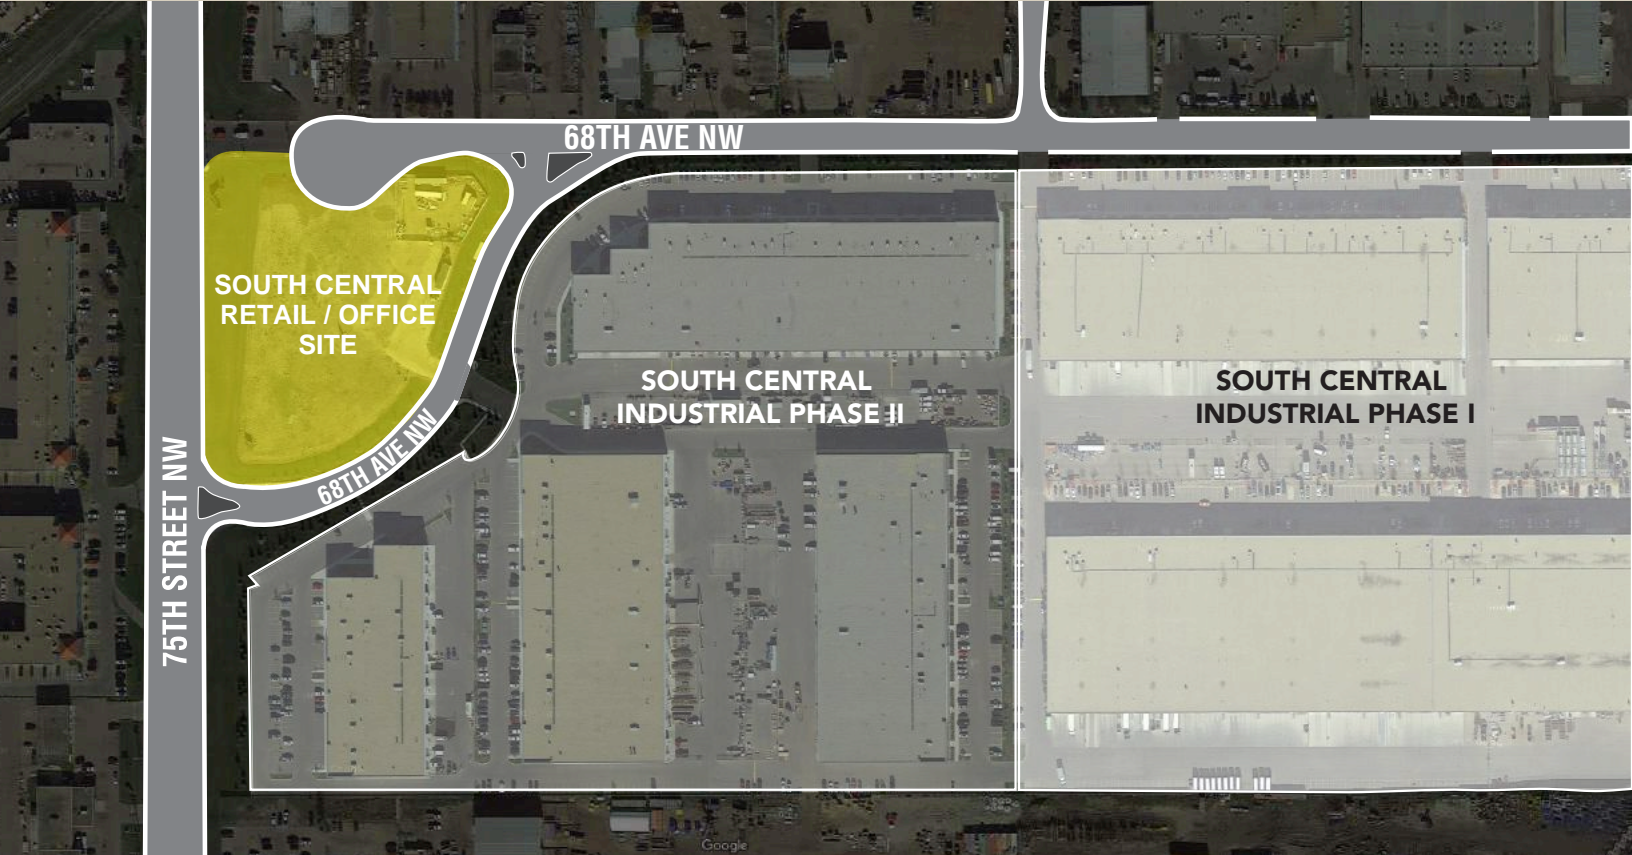 68TH AVE NW
SOUTH CENTRAL
RETAIL / OFFICE
SITE
SOUTH CENTRAL
INDUSTRIAL PHASE II
SOUTH CENTRAL
INDUSTRIAL PHASE I
68TH AVE NW
75TH STREET NW
Google